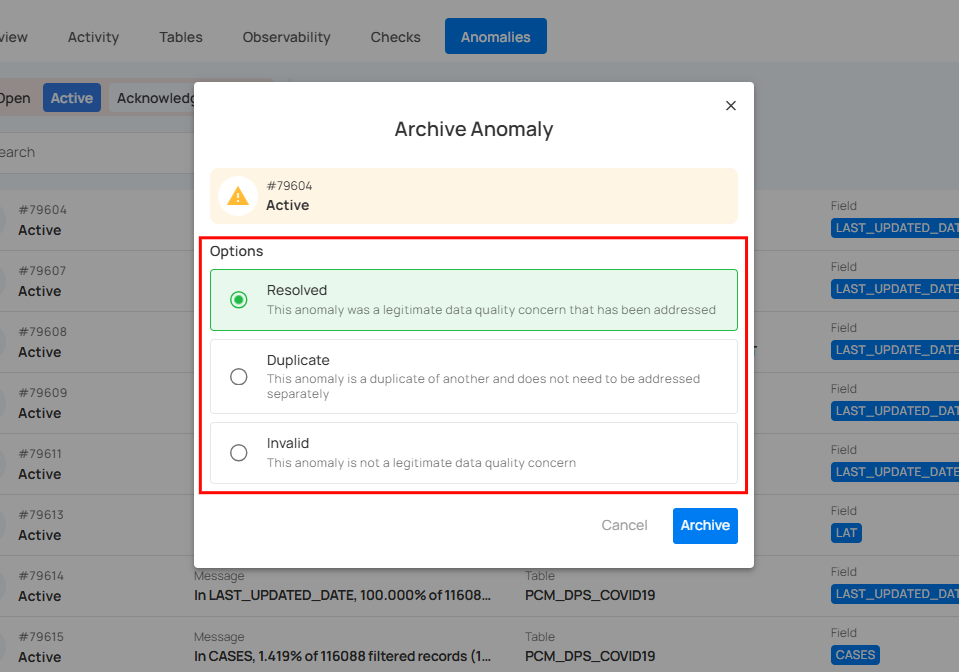 view Activity Tables Observability Checks Anomalies
Open Active Acknowledg
earch
Archive Anomaly
#79604
Active
Options
Resolved
This anomaly was a legitimate data quality concern that has been addressed
Duplicate
This anomaly is a duplicate of another and does not need to be addressed
separately
Invalid
This anomaly is not a legitimate data quality concern
Cancel Archive
#79604 Field
Active LAST_UPDATED_DAT
#79607 Field
Active LAST_UPDATE_DATE
#79608 Field
Active LAST_UPDATE_DATE
#79609 Field
Active LAST_UPDATED_DAT
#79611 Field
Active LAST_UPDATED_DATE
#79613 Field
Active LAT
#79614 Message Table Field
Active In LAST_UPDATED_DATE, 100.000% of 11608... PCM_DPS_COVID19 LAST_UPDATED_DAT
#79615 Message Table Field
Active In CASES, 1.419% of 116088 filtered records (1... PCM_DPS_COVID19 CASES